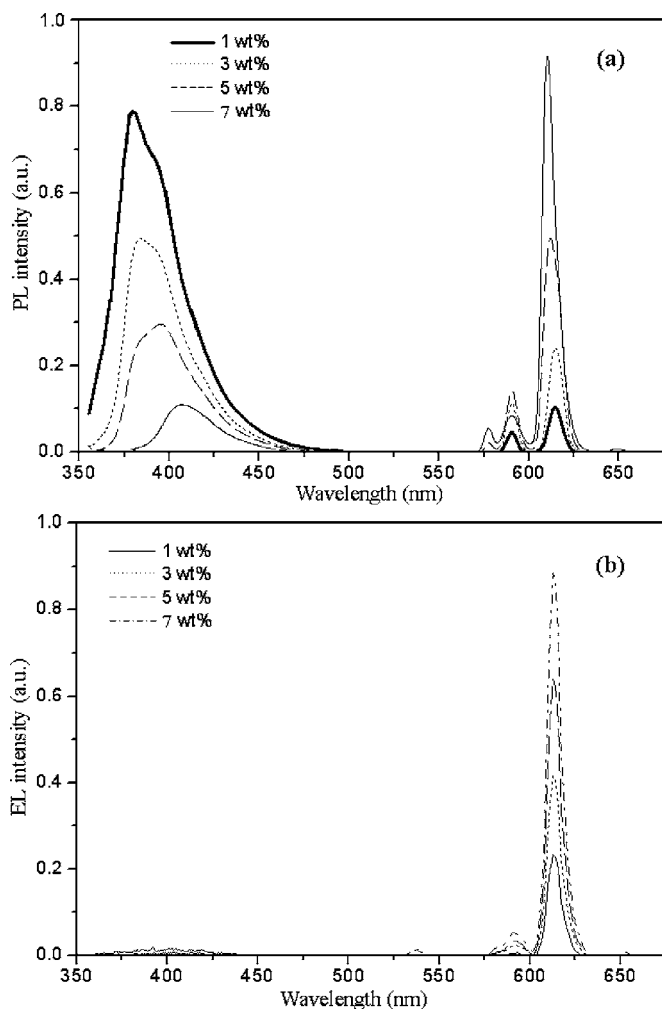 1.0
0.8
0.6
0.4
0.2
0.0
PL intensity (a.u.)
1 wt%
3 wt%
5 wt%
7 wt%
(a)
350 400 450 500 550 600 650
Wavelength (nm)
1.0
0.8
0.6
0.4
0.2
0.0
EL intensity (a.u.)
1 wt%
3 wt%
5 wt%
7 wt%
(b)
350 400 450 500 550 600 650
Wavelength (nm)